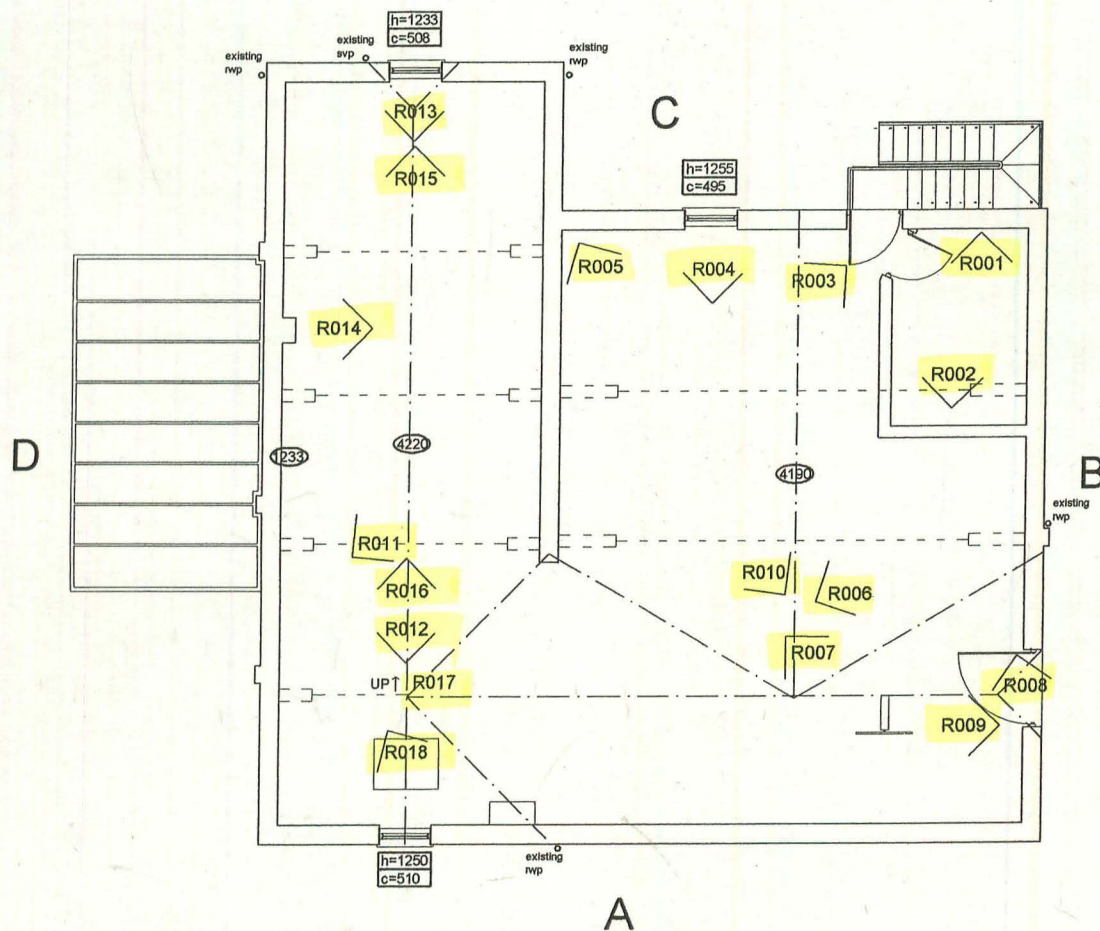 h=1233
c=508
existing
svp
existing
rwp
existing
rwp
R013
C
R015
h=1255
c=495
R005
R004
R003
R001
R014
R002
D
1233
4220
4190
B
existing
rwp
R011
R010
R016
R006
R012
R007
UP↑
R017
R008
R009
R018
h=1250
c=510
existing
rwp
A